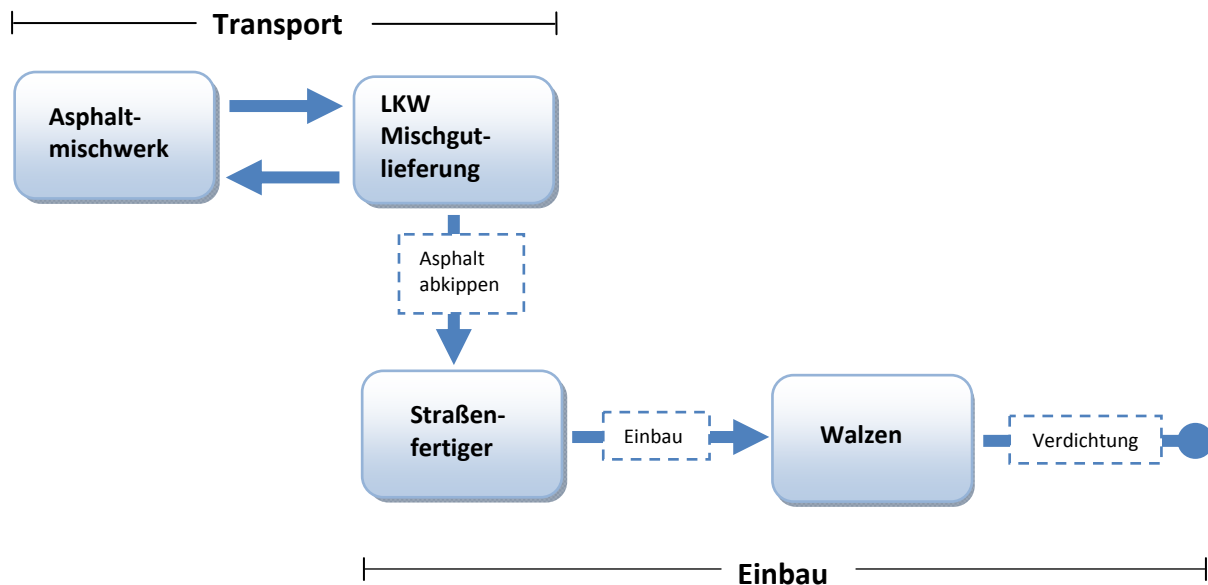 Transport
Asphalt-
mischwerk
LKW
Mischgut-
lieferung
Asphalt
abkippen
Straßen-
fertiger
Einbau
Walzen
Verdichtung
Einbau